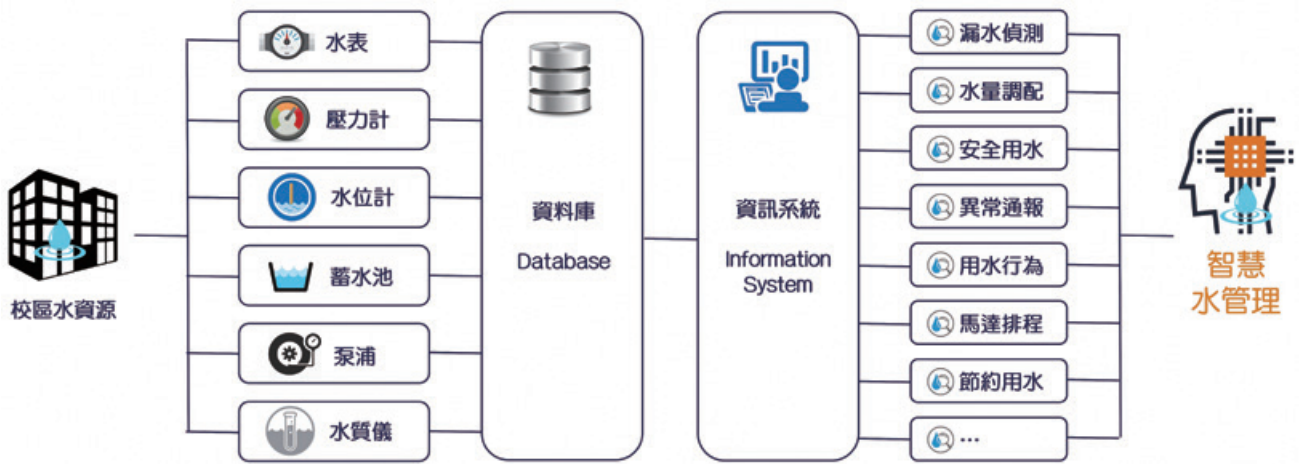 校區水資源
水表
壓力計
水位計
蓄水池
泵浦
水質儀
資料庫
Database
資訊系統
Information
System
漏水偵測
水量調配
安全用水
異常通報
用水行為
馬達排程
節約用水
…
智慧
水管理